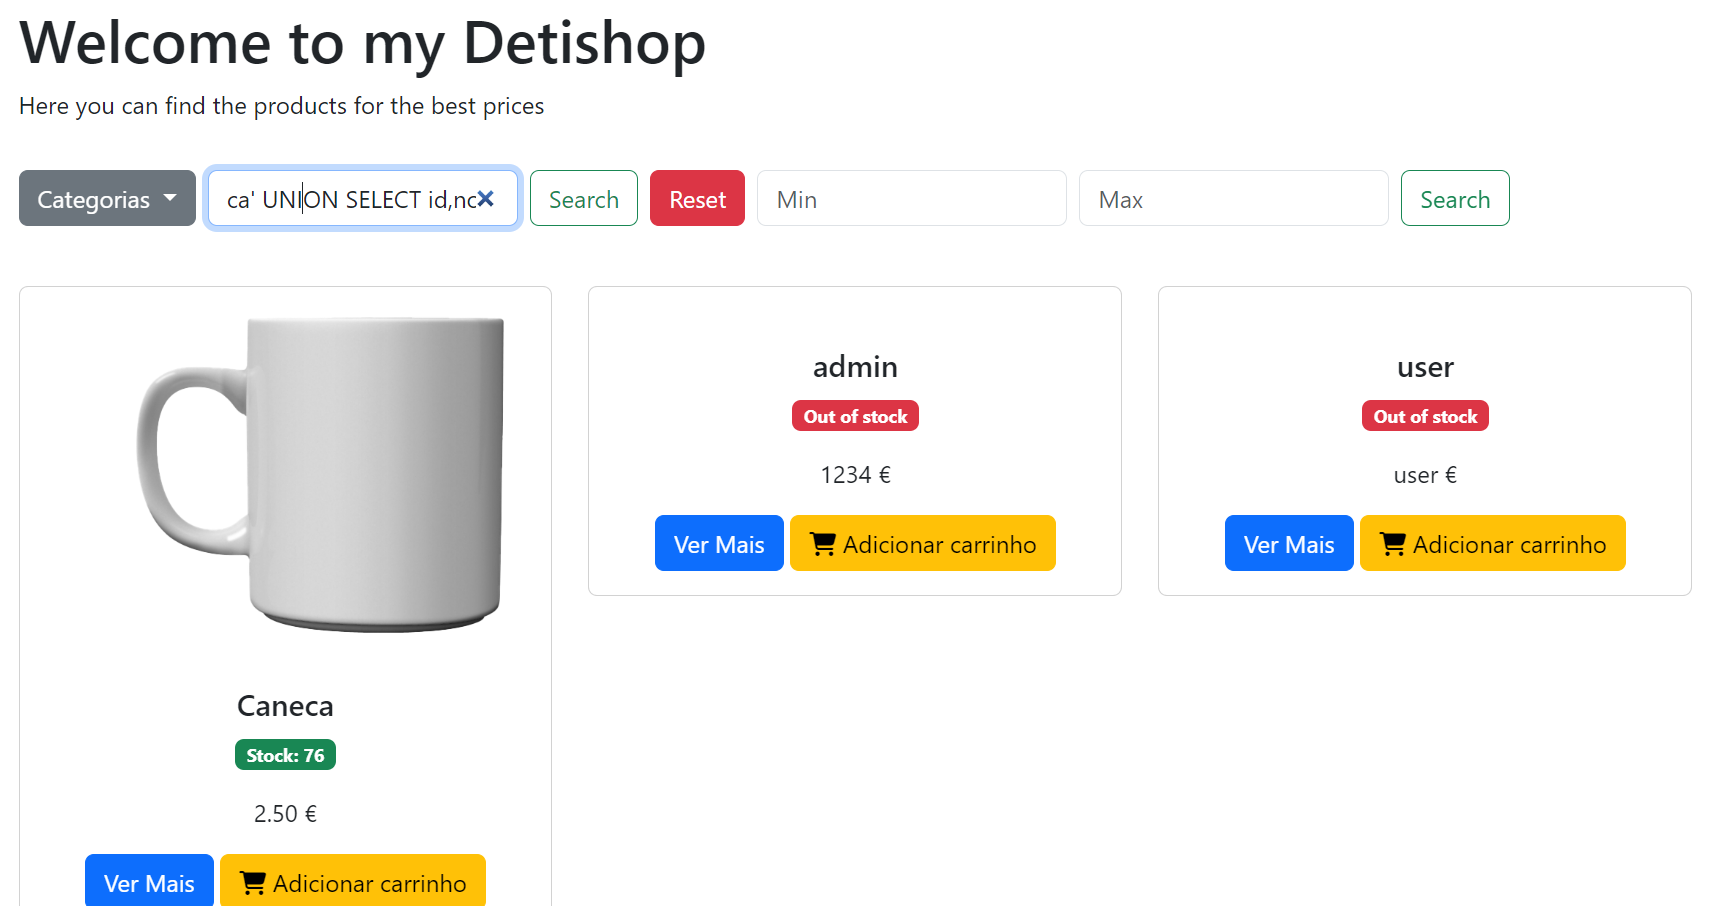 Welcome to my Detishop
Here you can find the products for the best prices
Categorias
ca' UNION SELECT id,nc
Search
Reset
Min
Max
Search
Caneca
Stock: 76
2.50 €
Ver Mais
Adicionar carrinho
admin
Out of stock
1234 €
Ver Mais
Adicionar carrinho
user
Out of stock
user €
Ver Mais
Adicionar carrinho